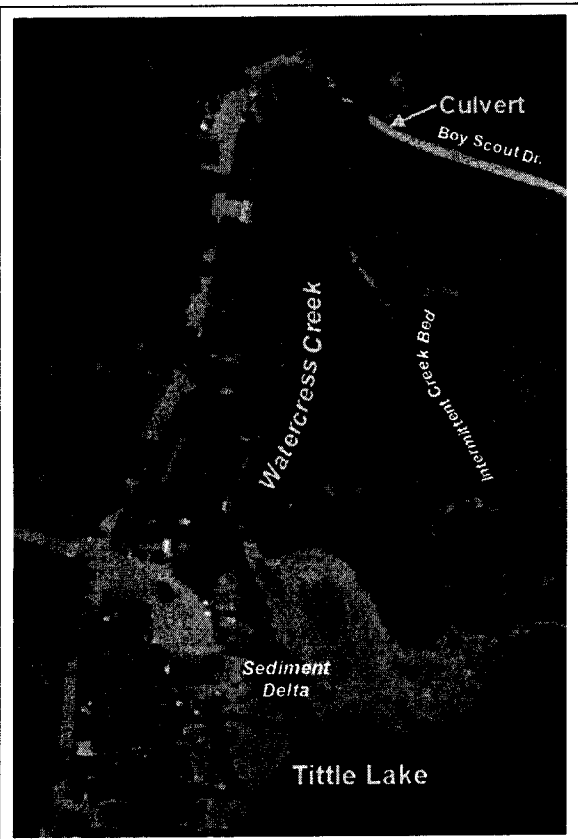 Culvert
Boy Scout Dr.
Watercress Creek
Intermittent Creek Bed
Sediment
Delta
Tittle Lake